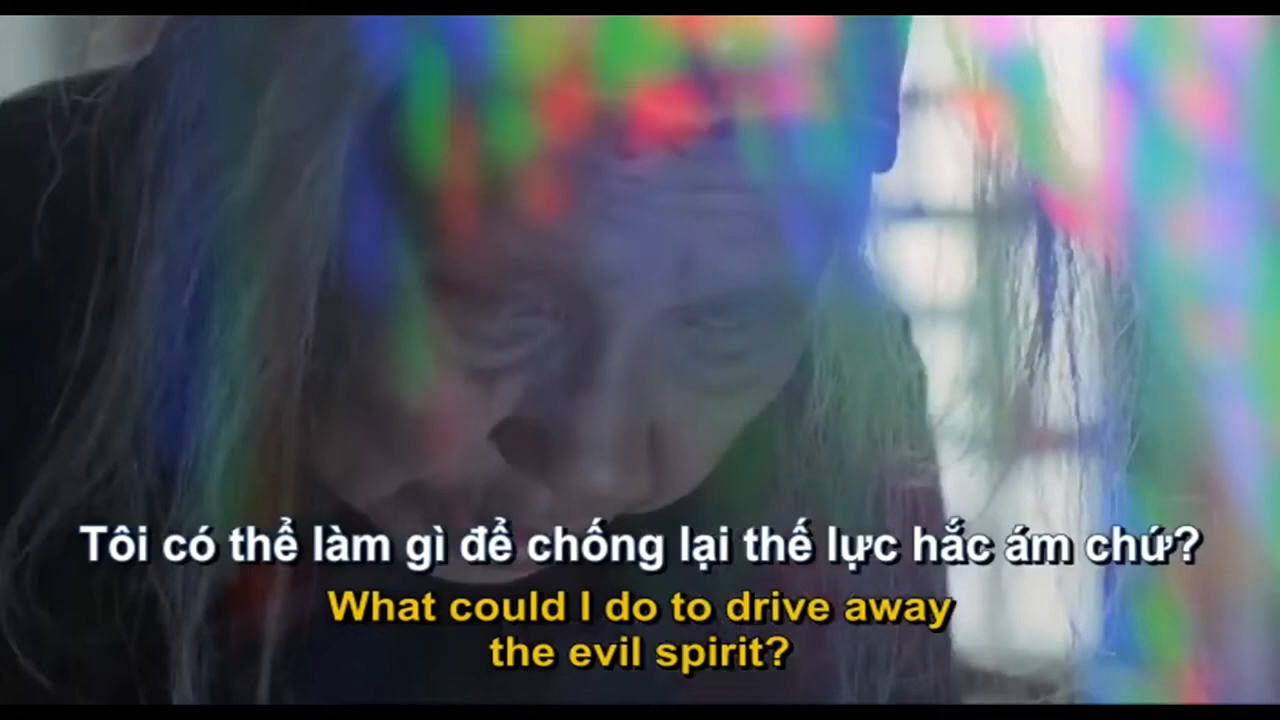 Tôi có thể làm gì để chống lại thế lực hắc ám chứ?
What could I do to drive away
the evil spirit?